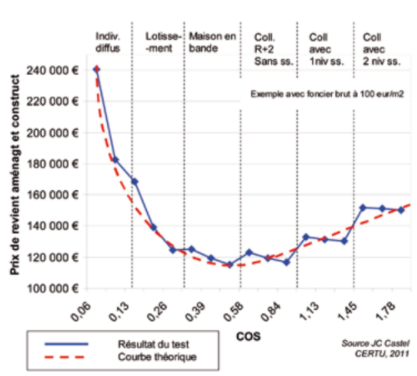 Indiv.
diffus
Lotisse-
-ment
Maison en
bande
Coll.
R+2
Sans ss.
Coll
avec
1niv ss.
Coll
avec
2 niv ss.
Exemple avec foncier brut à 100 eur/m2
Prix de revient aménagt et construct
240 000 €
220 000 €
200 000 €
180 000 €
160 000 €
140 000 €
120 000 €
100 000 €
0,06
0,13
0,26
0,39
0,58
0,84
1,13
1,45
1,78
COS
Résultat du test
Courbe théorique
Source JC Castel
CERTU, 2011